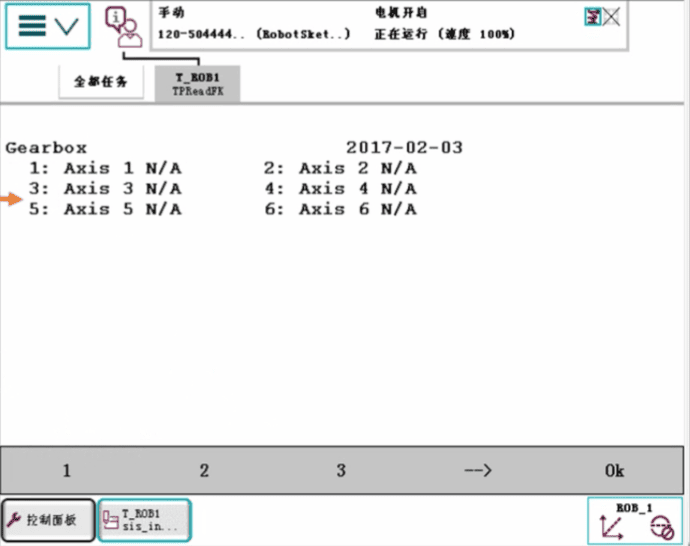 手动 电机开启
120-504444.. (RobotSket..) 正在运行 (速度 100%)
全部任务 T_ROB1
TPReadFK
Gearbox 2017-02-03
1: Axis 1 N/A 2: Axis 2 N/A
3: Axis 3 N/A 4: Axis 4 N/A
5: Axis 5 N/A 6: Axis 6 N/A
1 2 3 --> Ok
控制面板 T_ROB1 ROB_1
sis_in...